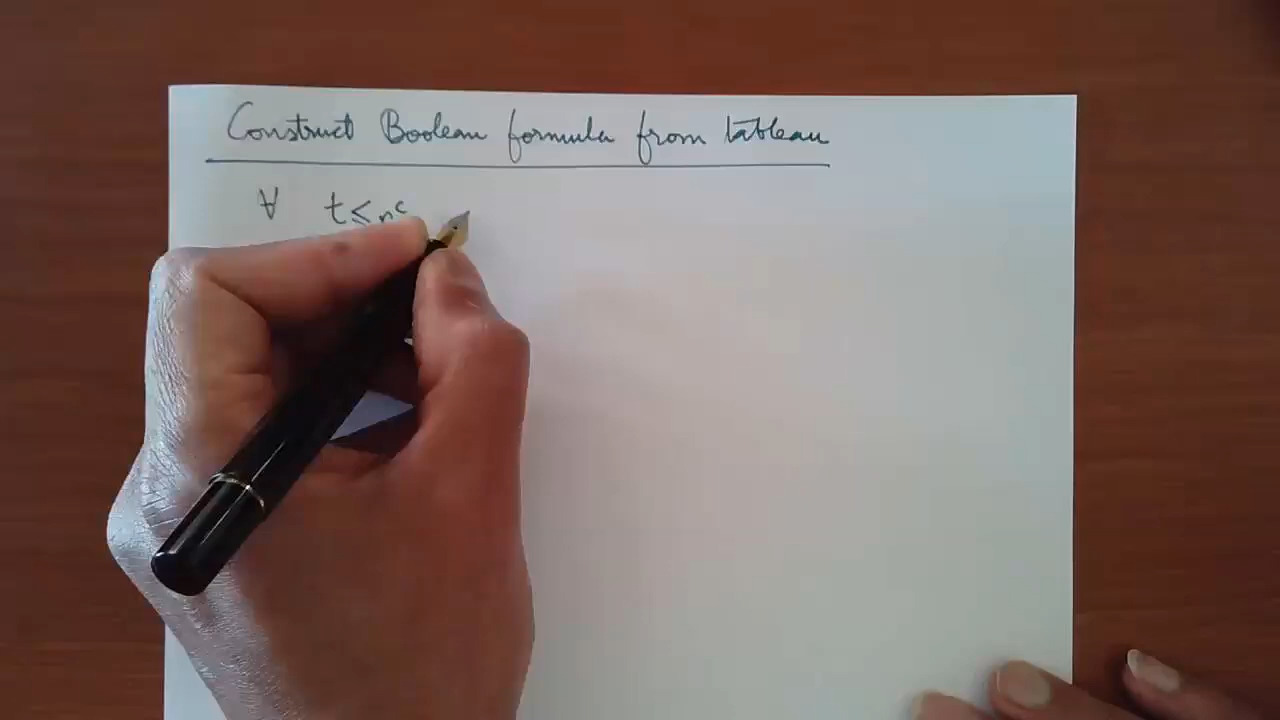 Construct Boolean formula from tableau
∀ t ≤ n^c